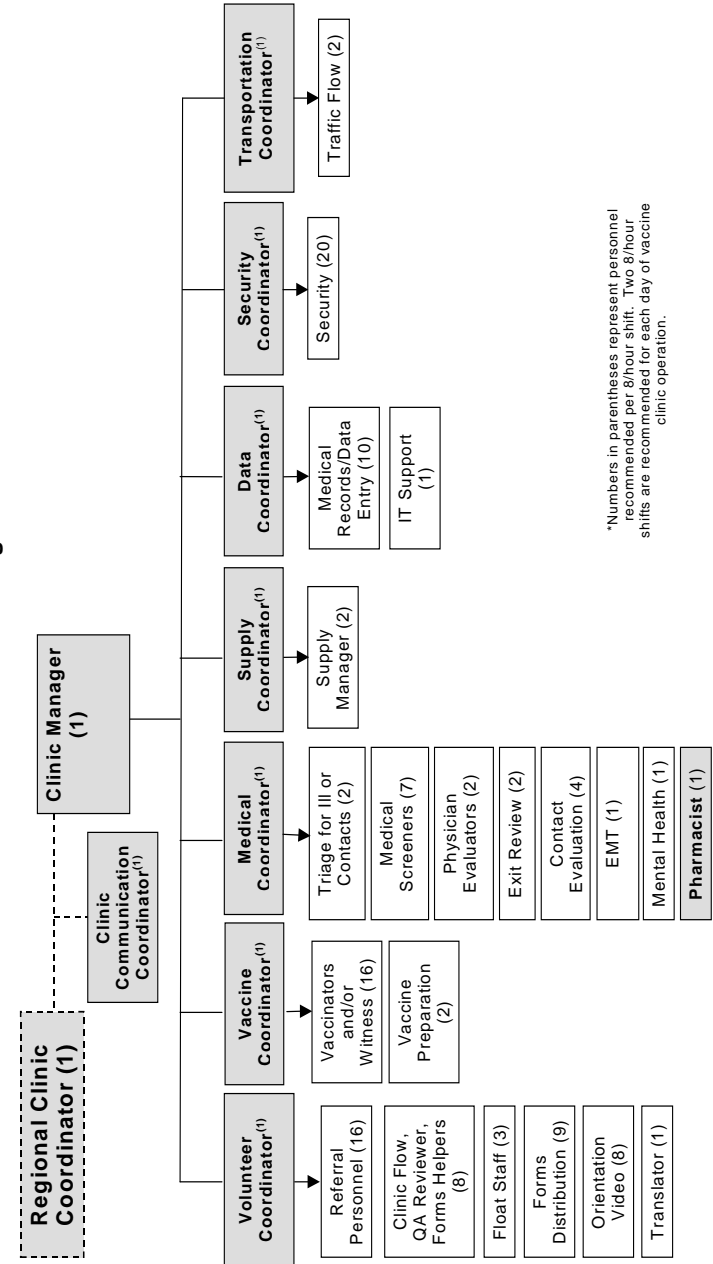 Regional Clinic
Coordinator (1)
Clinic
Communication
Coordinator(1)
Clinic Manager
(1)
Volunteer
Coordinator(1)
Referral
Personnel (16)
Clinic Flow,
QA Reviewer,
Forms Helpers
(8)
Float Staff (3)
Forms
Distribution (9)
Orientation
Video (8)
Translator (1)
Vaccine
Coordinator(1)
Vaccinators
and/or
Witness (16)
Vaccine
Preparation
(2)
Medical
Coordinator(1)
Triage for Ill or
Contacts (2)
Medical
Screeners (7)
Physician
Evaluators (2)
Exit Review (2)
Contact
Evaluation (4)
EMT (1)
Mental Health (1)
Pharmacist (1)
Supply
Coordinator(1)
Supply
Manager (2)
Data
Coordinator(1)
Medical
Records/Data
Entry (10)
IT Support
(1)
Security
Coordinator(1)
Security (20)
Transportation
Coordinator(1)
Traffic Flow (2)
*Numbers in parentheses represent personnel
recommended per 8/hour shift. Two 8/hour
shifts are recommended for each day of vaccine
clinic operation.